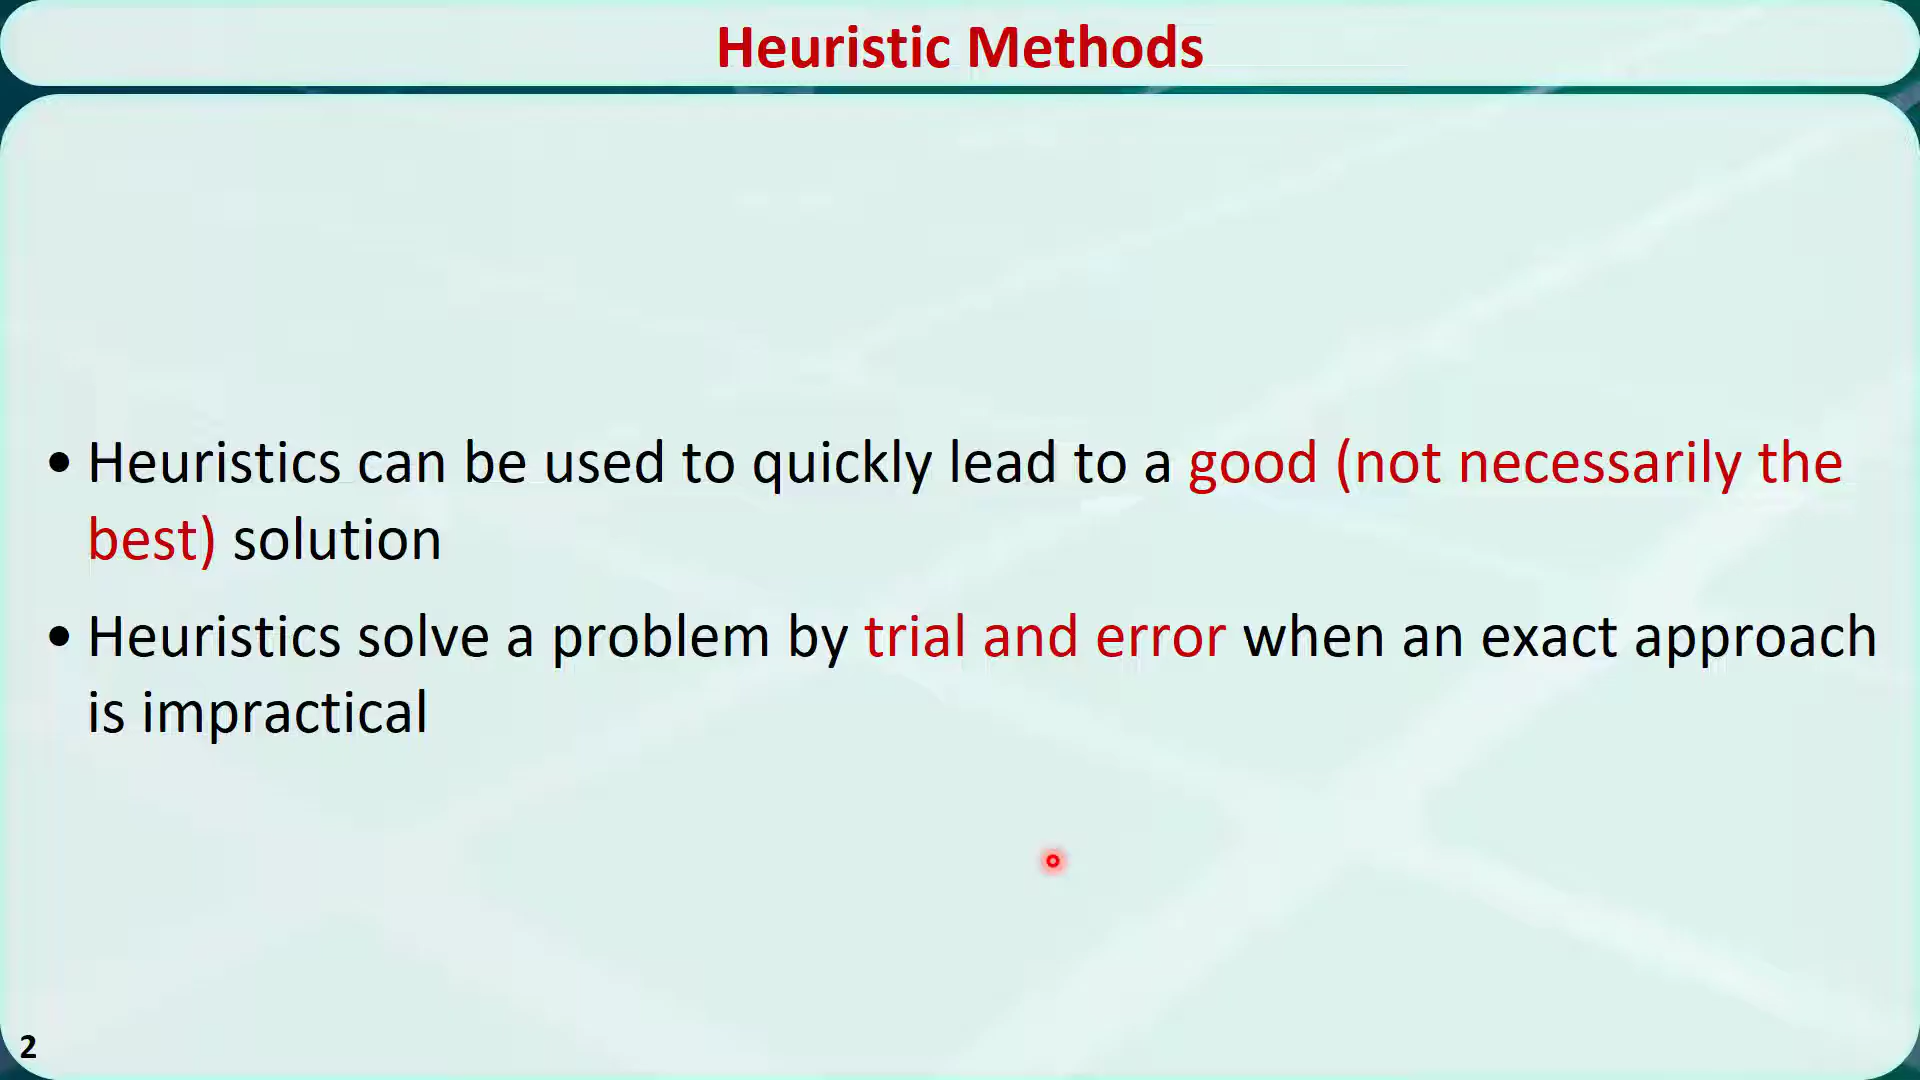 Heuristic Methods
• Heuristics can be used to quickly lead to a good (not necessarily the
best) solution
• Heuristics solve a problem by trial and error when an exact approach
is impractical
2